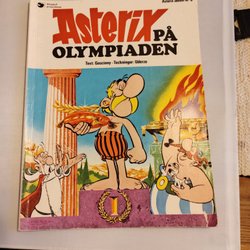 Asterix
PÅ
OLYMPIADEN
Text: Goscinny · Teckningar: Uderzo
1